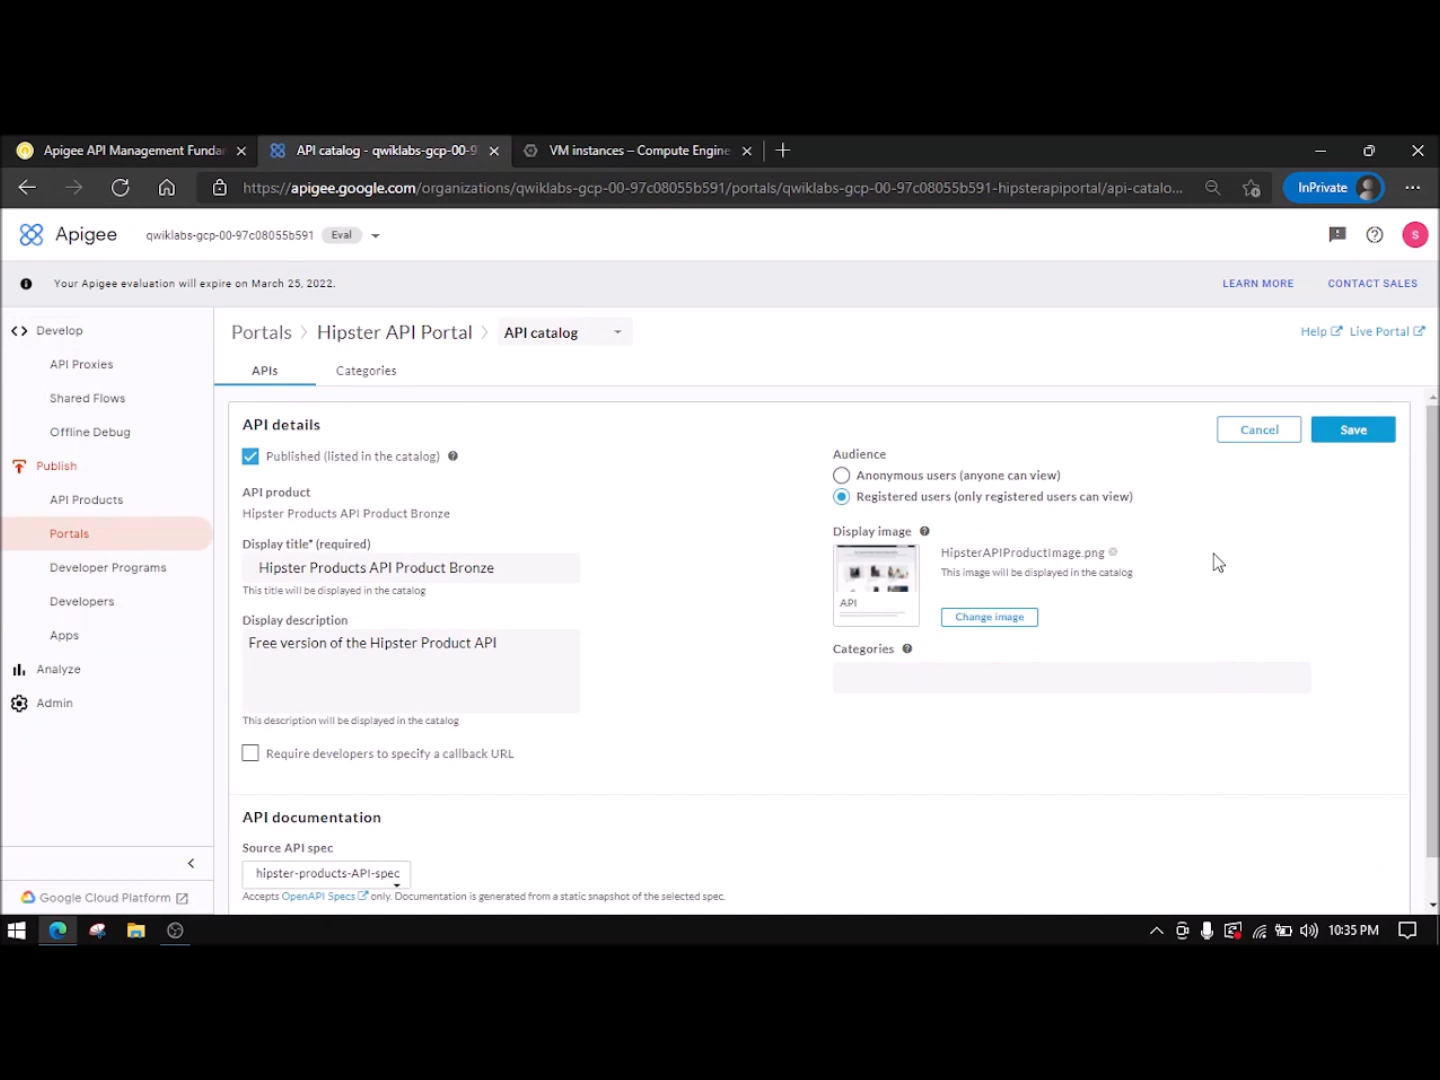 Apigee API Management Funda
API catalog - qwiklabs-gcp-00-9
VM instances – Compute Engine
https://apigee.google.com/organizations/qwiklabs-gcp-00-97c08055b591/portals/qwiklabs-gcp-00-97c08055b591-hipsterapiportal/api-catalo...
InPrivate
Apigee
qwiklabs-gcp-00-97c08055b591
Eval
S
Your Apigee evaluation will expire on March 25, 2022.
LEARN MORE
CONTACT SALES
Develop
API Proxies
Shared Flows
Offline Debug
Publish
API Products
Portals
Developer Programs
Developers
Apps
Analyze
Admin
Google Cloud Platform
Portals
Hipster API Portal
API catalog
Help
Live Portal
APIs
Categories
API details
Cancel
Save
Published (listed in the catalog)
API product
Hipster Products API Product Bronze
Display title* (required)
Hipster Products API Product Bronze
This title will be displayed in the catalog
Display description
Free version of the Hipster Product API
This description will be displayed in the catalog
Require developers to specify a callback URL
Audience
Anonymous users (anyone can view)
Registered users (only registered users can view)
Display image
API
HipsterAPIProductImage.png
This image will be displayed in the catalog
Change image
Categories
API documentation
Source API spec
hipster-products-API-spec
Accepts OpenAPI Specs only. Documentation is generated from a static snapshot of the selected spec.
10:35 PM